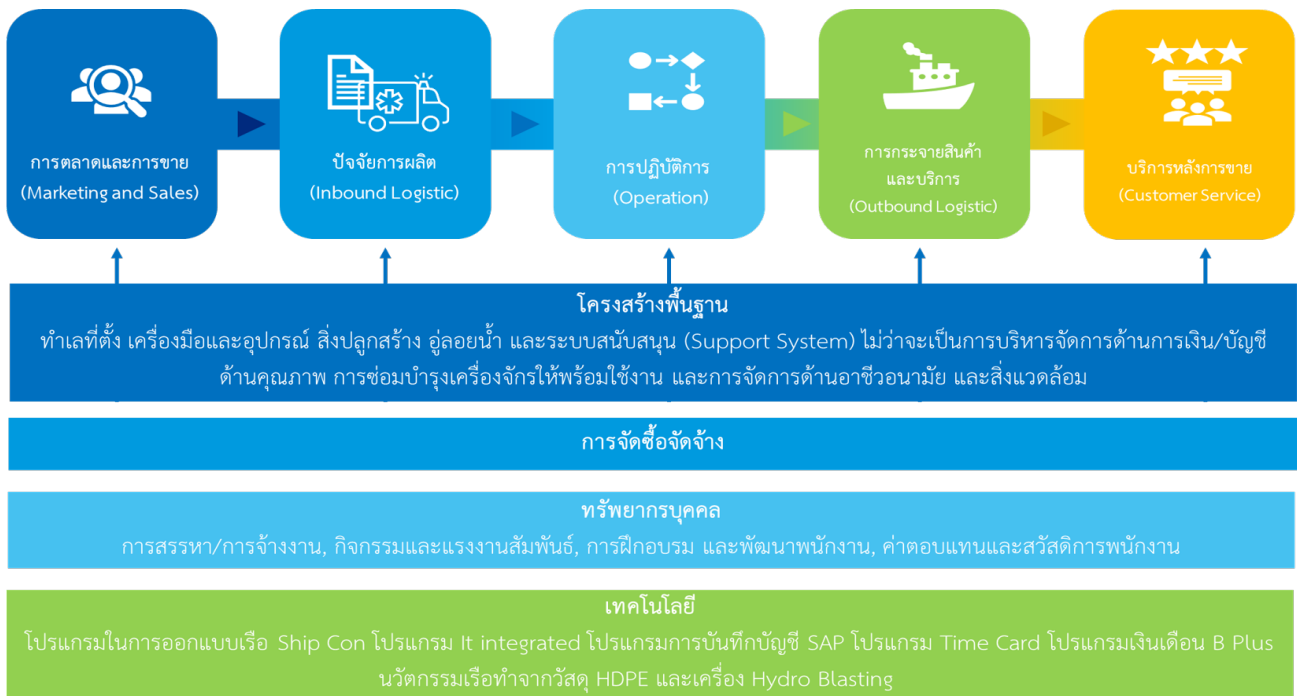 การตลาดและการขาย
(Marketing and Sales)
ปัจจัยการผลิต
(Inbound Logistic)
การปฏิบัติการ
(Operation)
การกระจายสินค้า
และบริการ
(Outbound Logistic)
บริการหลังการขาย
(Customer Service)
โครงสร้างพื้นฐาน
ทำเลที่ตั้ง เครื่องมือและอุปกรณ์ สิ่งปลูกสร้าง อู่ลอยน้ำ และระบบสนับสนุน (Support System) ไม่ว่าจะเป็นการบริหารจัดการด้านการเงิน/บัญชี
ด้านคุณภาพ การซ่อมบำรุงเครื่องจักรให้พร้อมใช้งาน และการจัดการด้านอาชีวอนามัย และสิ่งแวดล้อม
การจัดซื้อจัดจ้าง
ทรัพยากรบุคคล
การสรรหา/การจ้างงาน, กิจกรรมและแรงงานสัมพันธ์, การฝึกอบรม และพัฒนาพนักงาน, ค่าตอบแทนและสวัสดิการพนักงาน
เทคโนโลยี
โปรแกรมในการออกแบบเรือ Ship Con โปรแกรม It integrated โปรแกรมการบันทึกบัญชี SAP โปรแกรม Time Card โปรแกรมเงินเดือน B Plus
นวัตกรรมเรือทำจากวัสดุ HDPE และเครื่อง Hydro Blasting